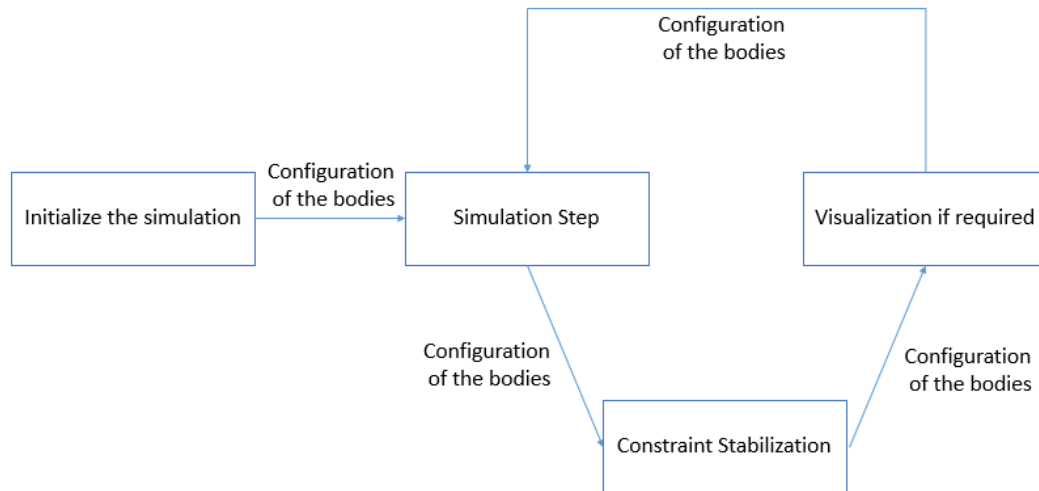 Configuration
of the bodies
Configuration
of the bodies
Initialize the simulation
Simulation Step
Visualization if required
Configuration
of the bodies
Configuration
of the bodies
Constraint Stabilization